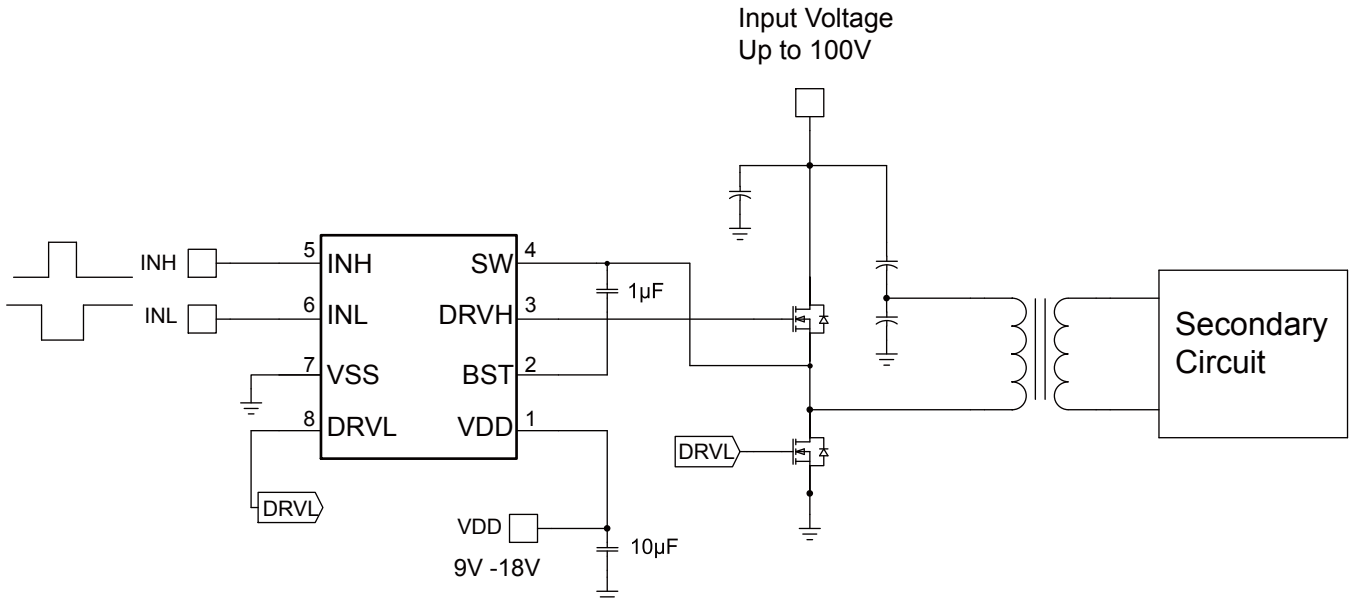 Input Voltage
Up to 100V
INH
INL
5
6
7
8
INH
INL
VSS
DRVL
SW
DRVH
BST
VDD
4
3
2
1
1µF
DRVL
VDD
9V -18V
10µF
DRVL
Secondary
Circuit